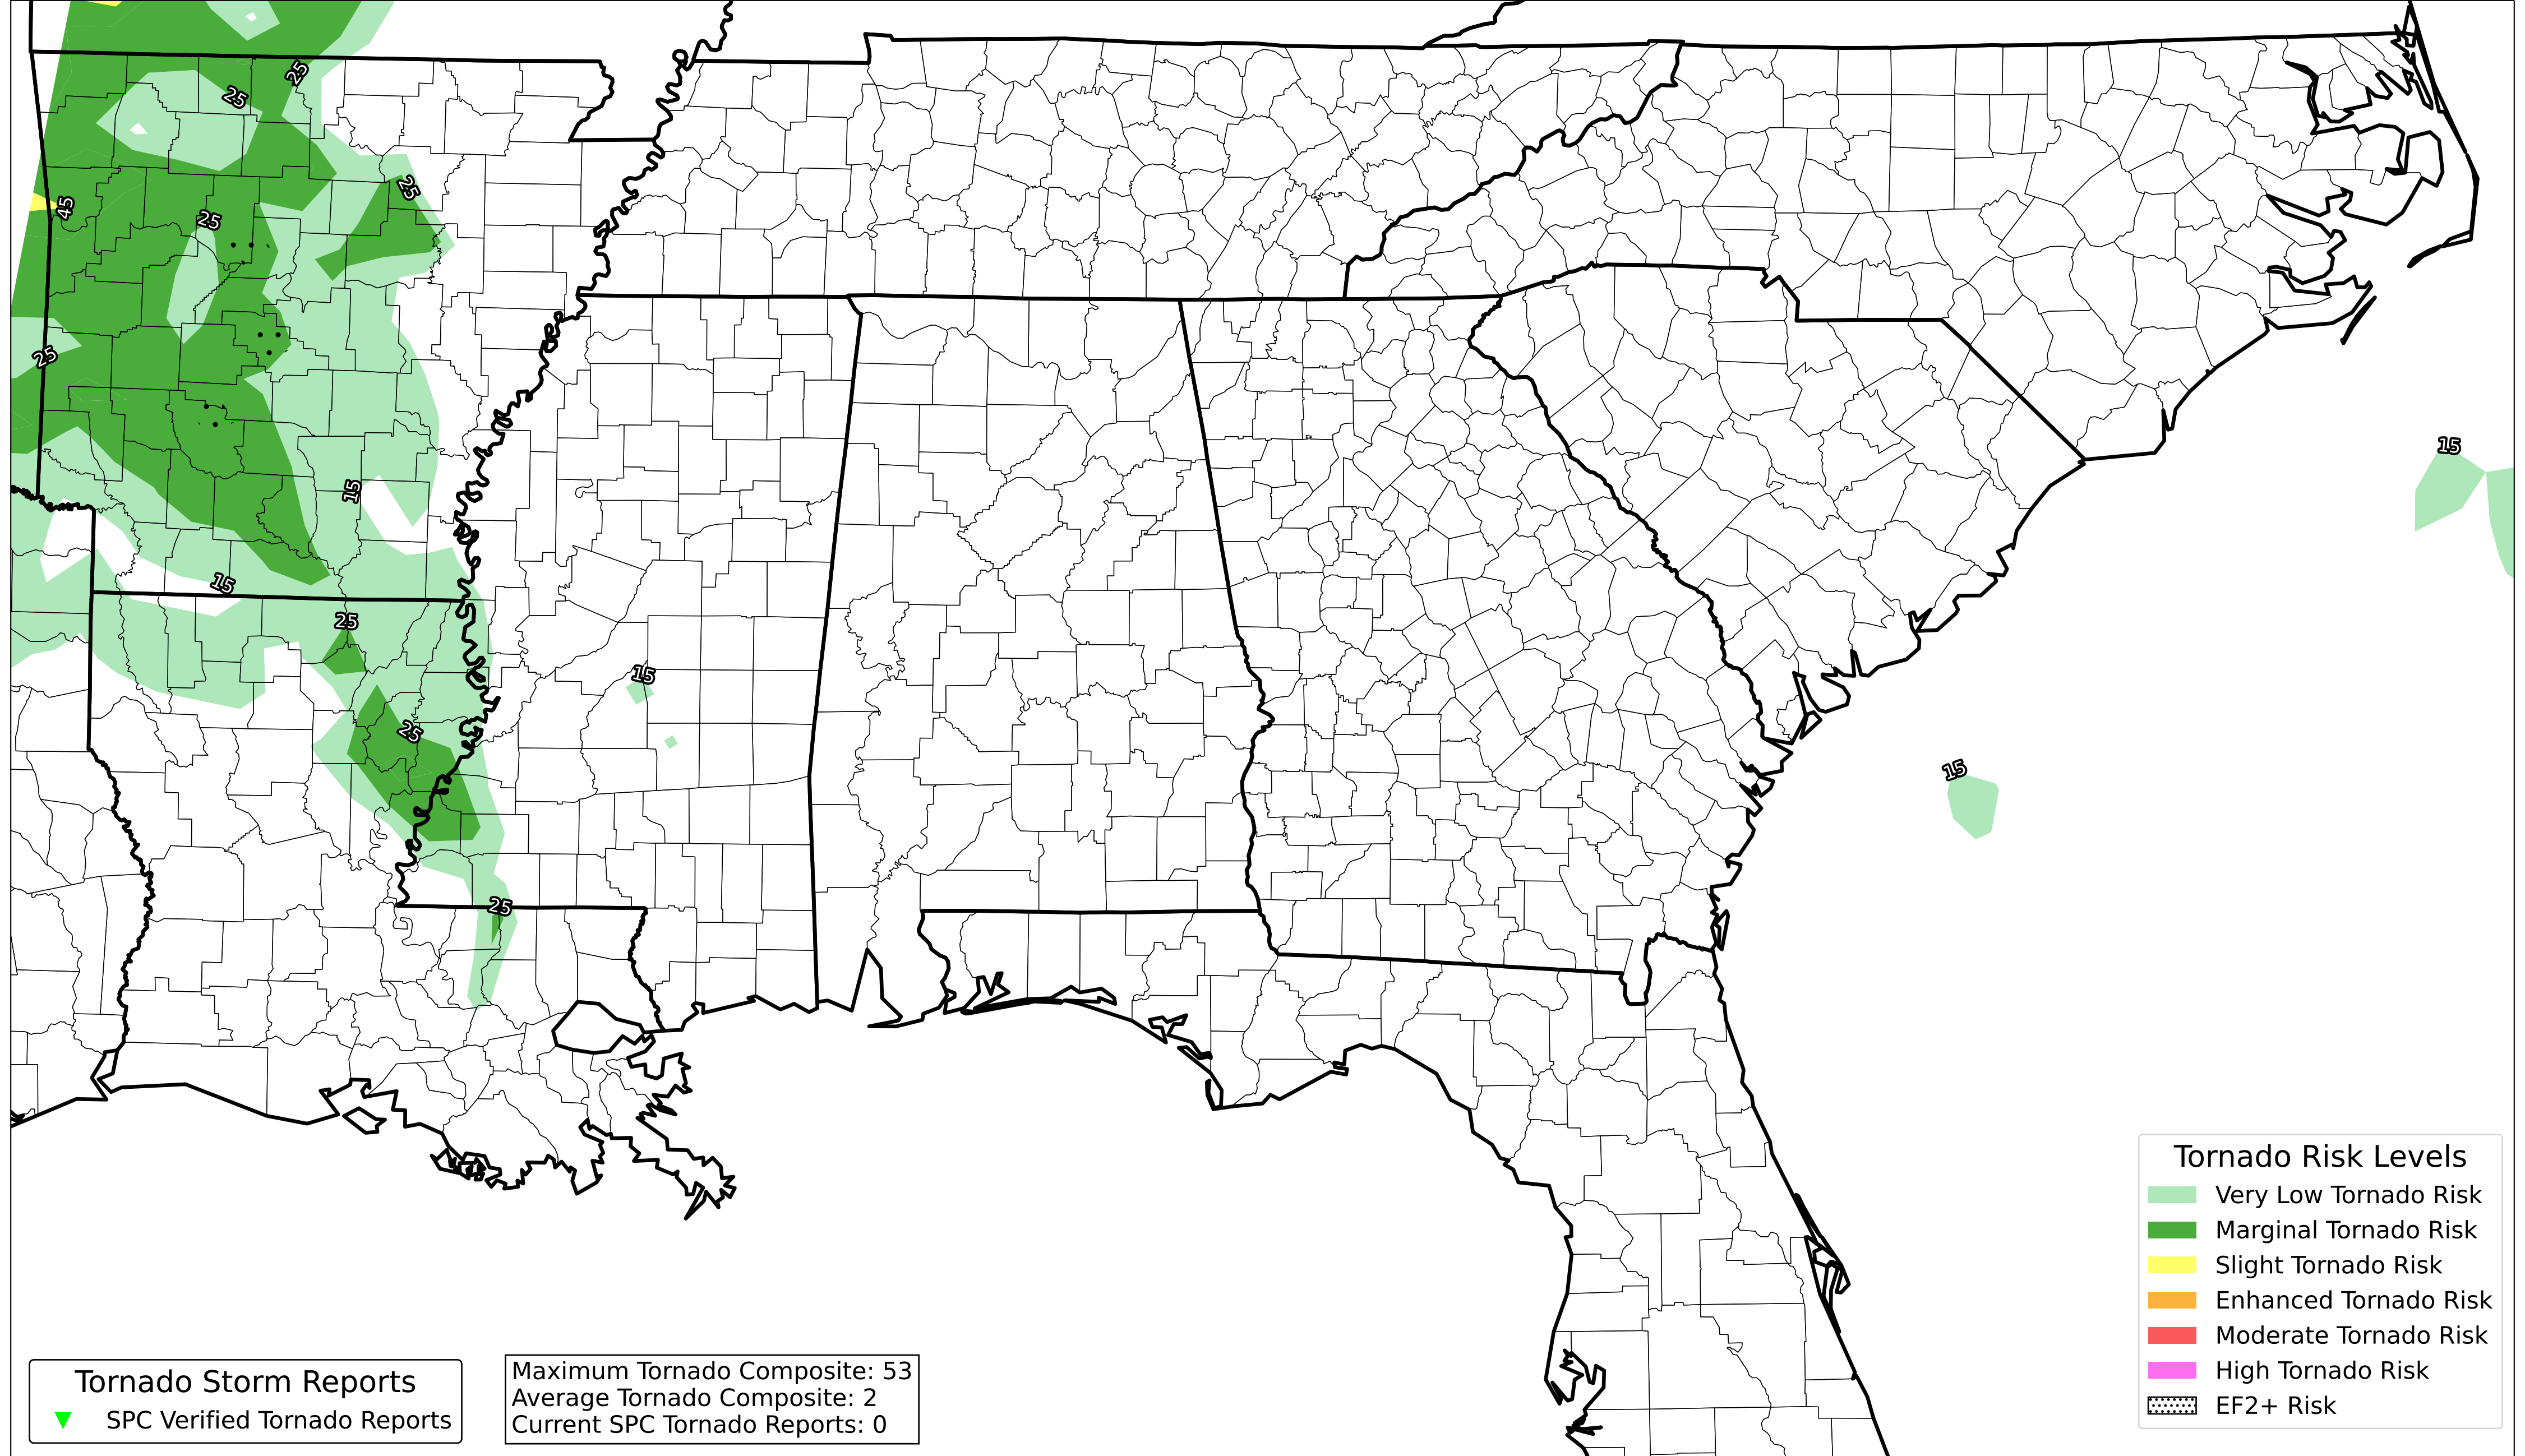 25
25
25
45
25
25
15
15
15
25
15
25
15
25
Tornado Risk Levels
Very Low Tornado Risk
Marginal Tornado Risk
Slight Tornado Risk
Enhanced Tornado Risk
Moderate Tornado Risk
High Tornado Risk
EF2+ Risk
Tornado Storm Reports
SPC Verified Tornado Reports
Maximum Tornado Composite: 53
Average Tornado Composite: 2
Current SPC Tornado Reports: 0